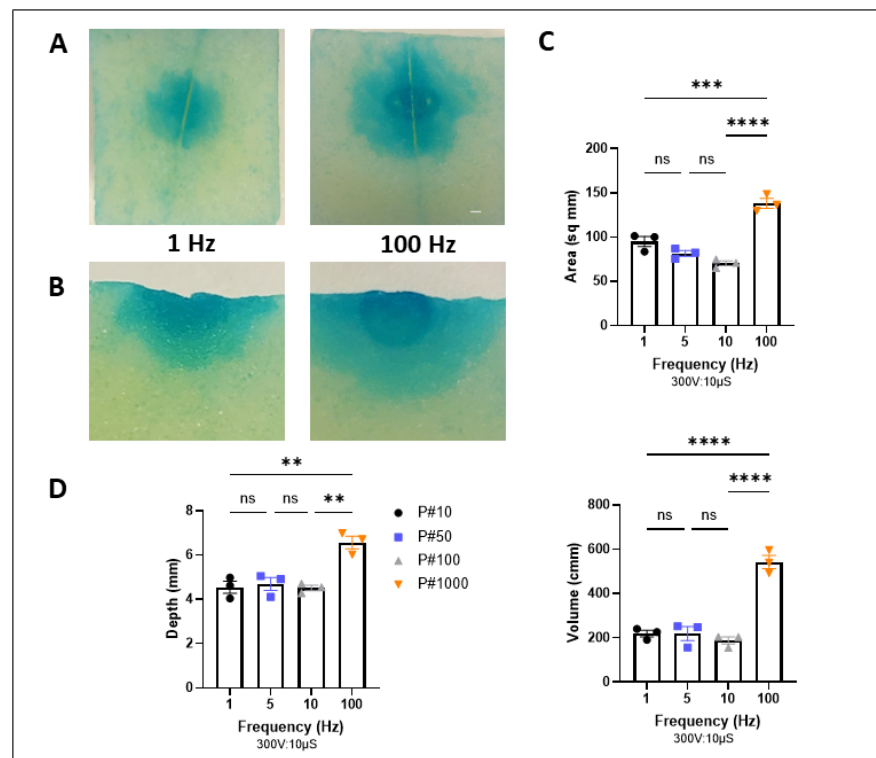 A
C
1 Hz
100 Hz
B
***
****
ns
ns
200
150
100
50
0
Area (sq mm)
1
5
10
100
Frequency (Hz)
300V:10µS
D
**
ns
ns
**
8
6
4
2
0
Depth (mm)
1
5
10
100
Frequency (Hz)
300V:10µS
P#10
P#50
P#100
P#1000
****
ns
ns
****
800
600
400
200
0
Volume (cmm)
1
5
10
100
Frequency (Hz)
300V:10µS